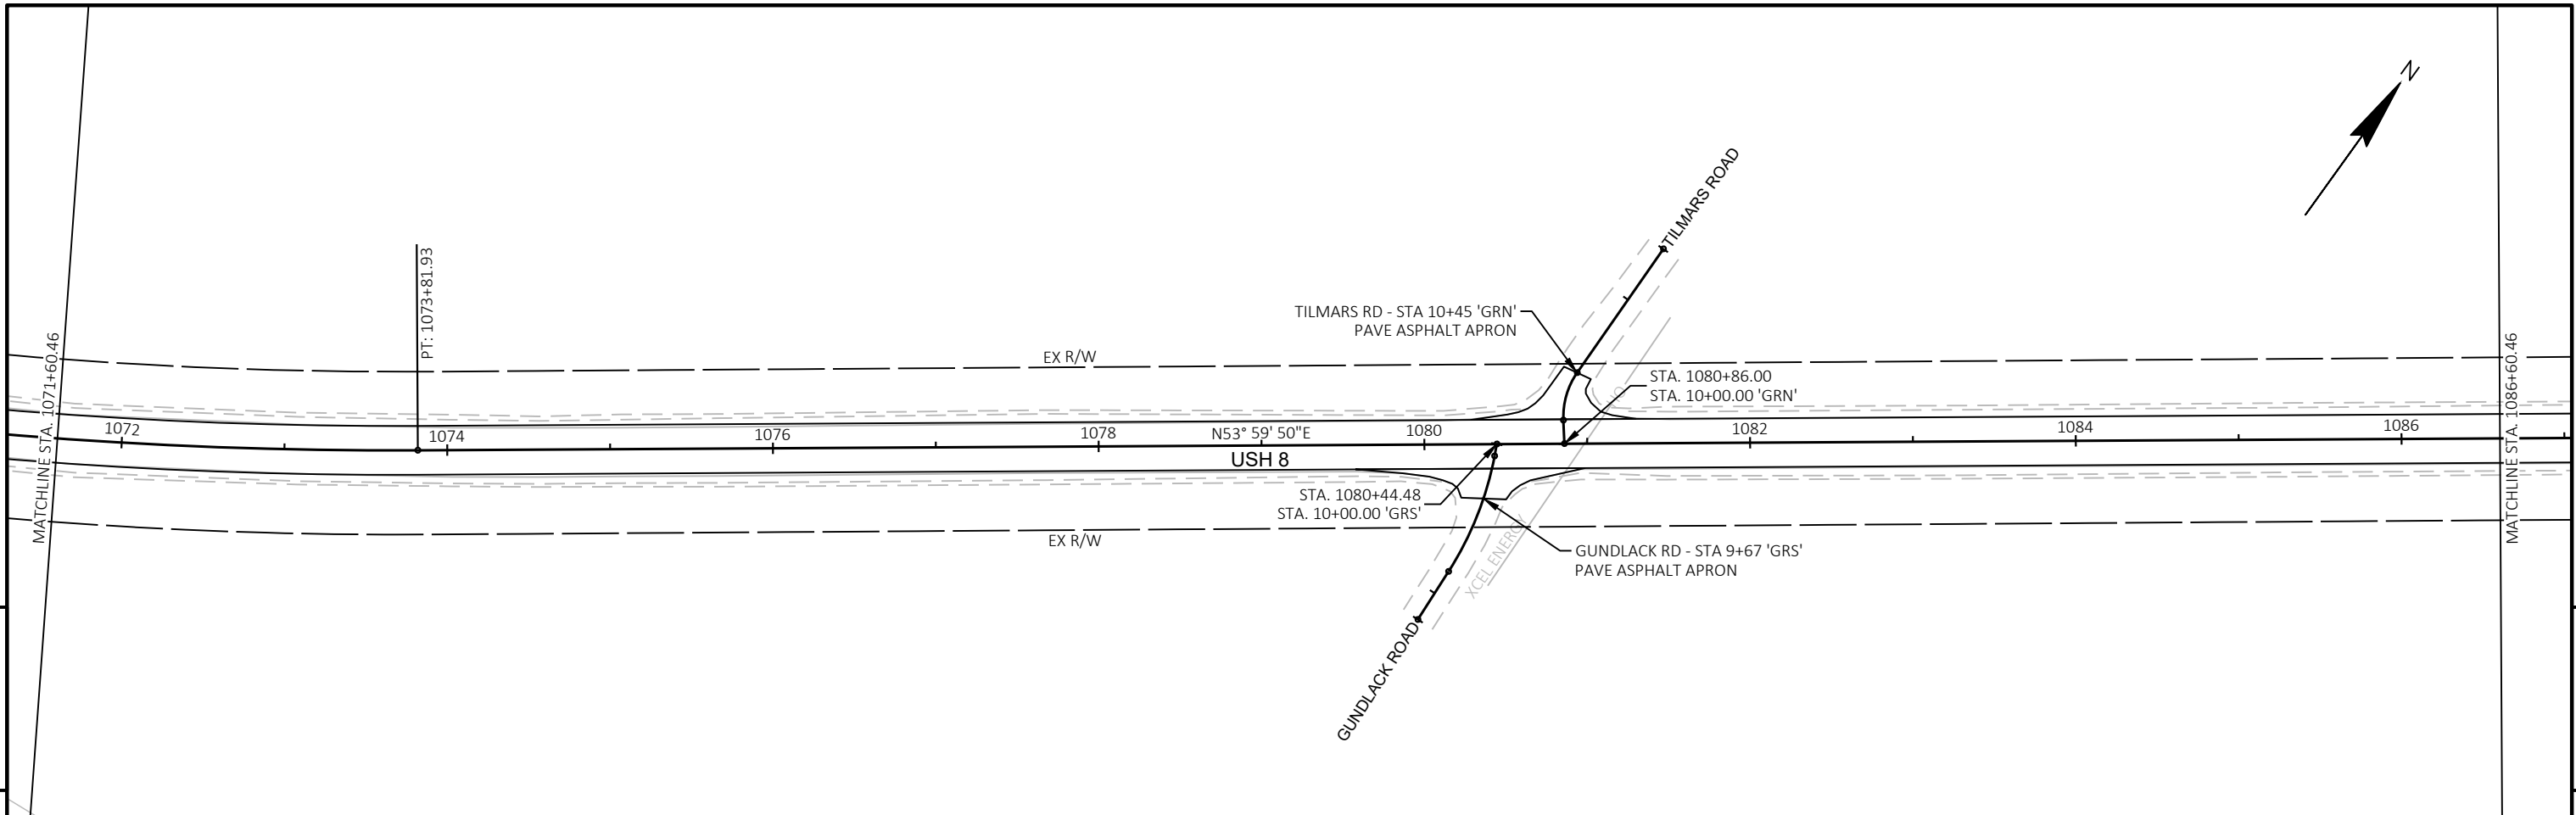 N
TILMARS ROAD
PT: 1073+81.93
TILMARS RD - STA 10+45 'GRN'
PAVE ASPHALT APRON
MATCHLINE STA. 1071+60.46
MATCHLINE STA. 1086+60.46
EX R/W
STA. 1080+86.00
STA. 10+00.00 'GRN'
1072
1074
1076
1078
N53° 59' 50"E
1080
1082
1084
1086
USH 8
STA. 1080+44.48
STA. 10+00.00 'GRS'
EX R/W
GUNDLACK RD - STA 9+67 'GRS'
PAVE ASPHALT APRON
XCEL ENERGY
GUNDLACK ROAD